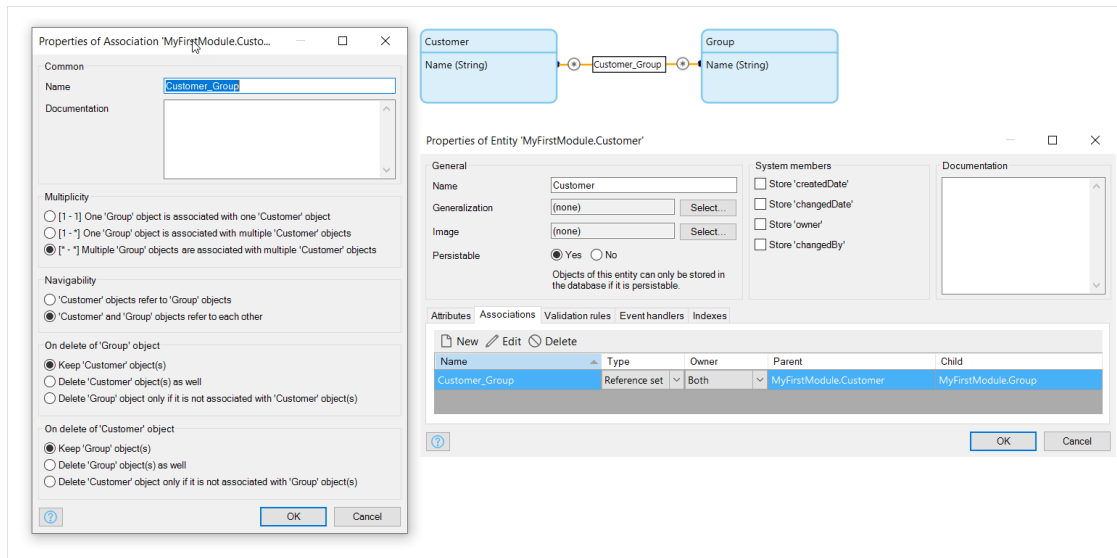 Properties of Association 'MyFirstModule.Custo...
Common
Name
Customer_Group
Documentation
Multiplicity
[1 - 1] One 'Group' object is associated with one 'Customer' object
[1 - *] One 'Group' object is associated with multiple 'Customer' objects
[* - *] Multiple 'Group' objects are associated with multiple 'Customer' objects
Navigability
'Customer' objects refer to 'Group' objects
'Customer' and 'Group' objects refer to each other
On delete of 'Group' object
Keep 'Customer' object(s)
Delete 'Customer' object(s) as well
Delete 'Group' object only if it is not associated with 'Customer' object(s)
On delete of 'Customer' object
Keep 'Group' object(s)
Delete 'Group' object(s) as well
Delete 'Customer' object only if it is not associated with 'Group' object(s)
? OK Cancel
Customer
Name (String)
* Customer_Group *
Group
Name (String)
Properties of Entity 'MyFirstModule.Customer'
General
Name Customer
Generalization (none) Select...
Image (none) Select...
Persistable Yes No
Objects of this entity can only be stored in
the database if it is persistable.
System members
Store 'createdDate'
Store 'changedDate'
Store 'owner'
Store 'changedBy'
Documentation
Attributes Associations Validation rules Event handlers Indexes
New Edit Delete
Name Type Owner Parent Child
Customer_Group Reference set Both MyFirstModule.Customer MyFirstModule.Group
? OK Cancel